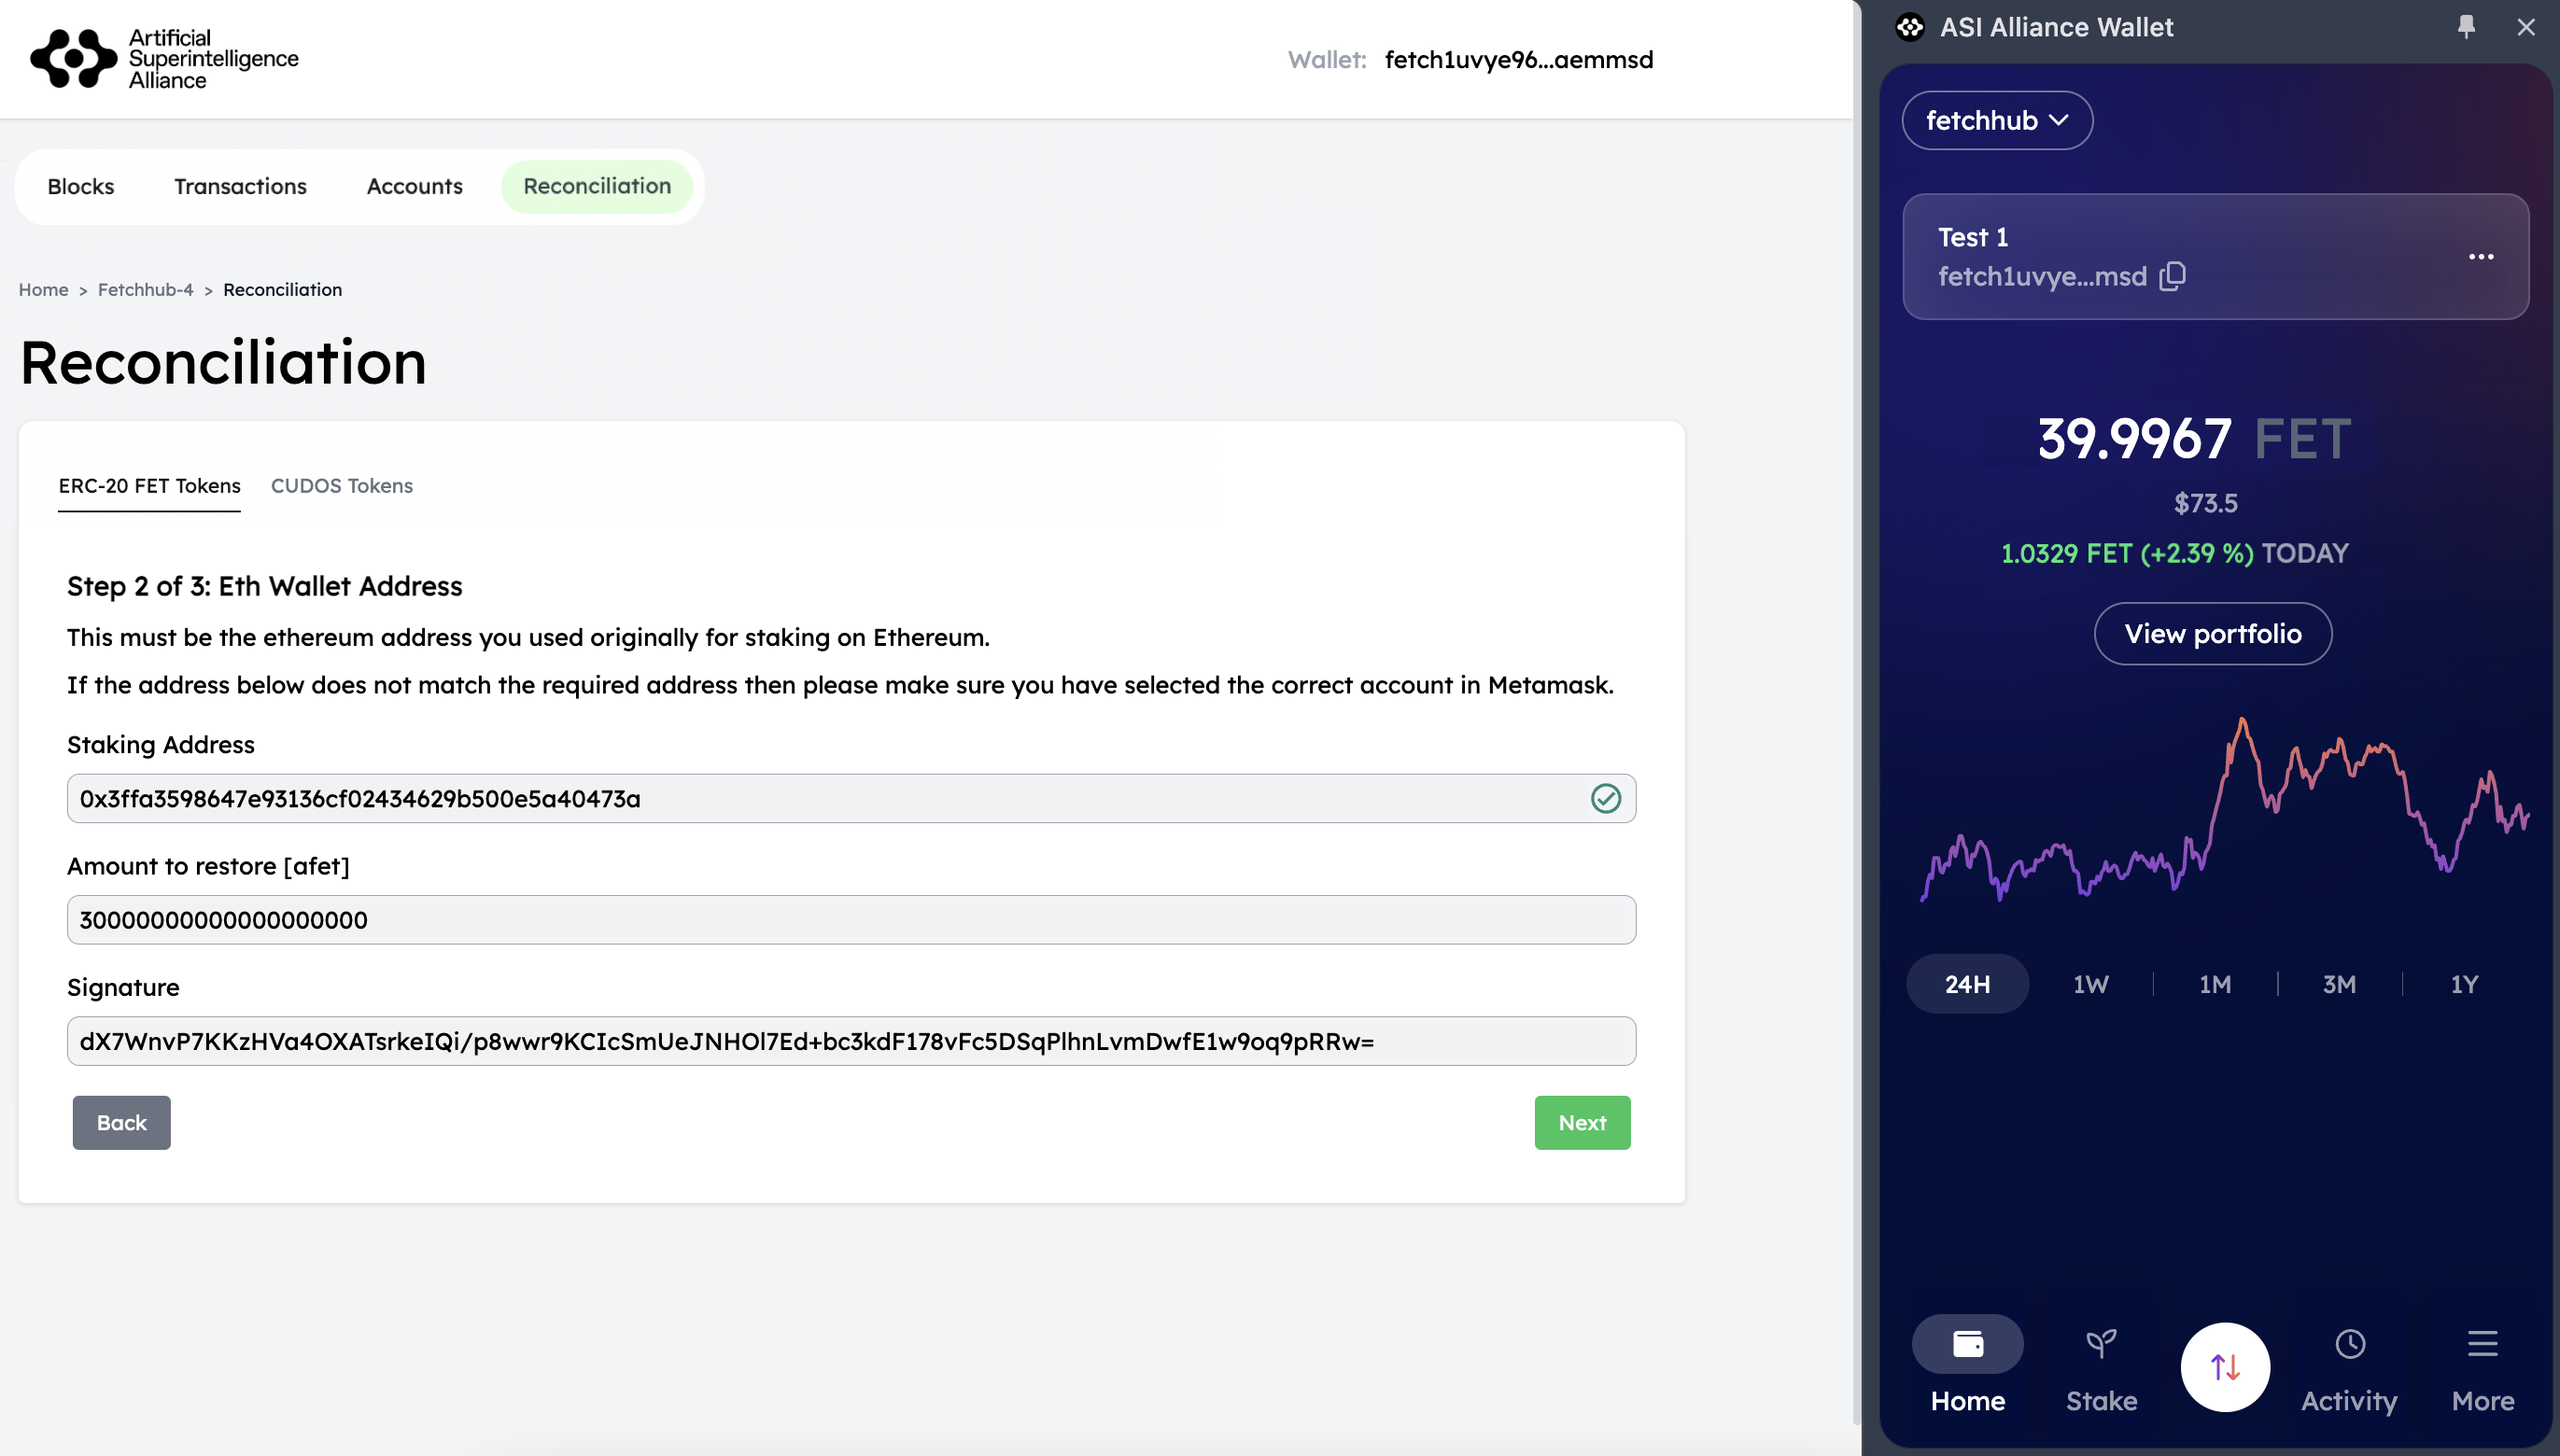 Artificial
Superintelligence
Alliance
Wallet: fetch1uvye96...aemmsd
Blocks Transactions Accounts Reconciliation
Home > Fetchhub-4 > Reconciliation
Reconciliation
ERC-20 FET Tokens CUDOS Tokens
Step 2 of 3: Eth Wallet Address
This must be the ethereum address you used originally for staking on Ethereum.
If the address below does not match the required address then please make sure you have selected the correct account in Metamask.
Staking Address
0x3ffa3598647e93136cf02434629b500e5a40473a
Amount to restore [afet]
30000000000000000000
Signature
dX7WnvP7KKzHVa4OXATsrkeIQi/p8wwr9KCIcSmUeJNHOl7Ed+bc3kdF178vFc5DSqPlhnLvmDwfE1w9oq9pRRw=
Back Next
ASI Alliance Wallet
fetchhub
Test 1
fetch1uvye...msd
39.9967 FET
$73.5
1.0329 FET (+2.39 %) TODAY
View portfolio
24H 1W 1M 3M 1Y
Home Stake Activity More